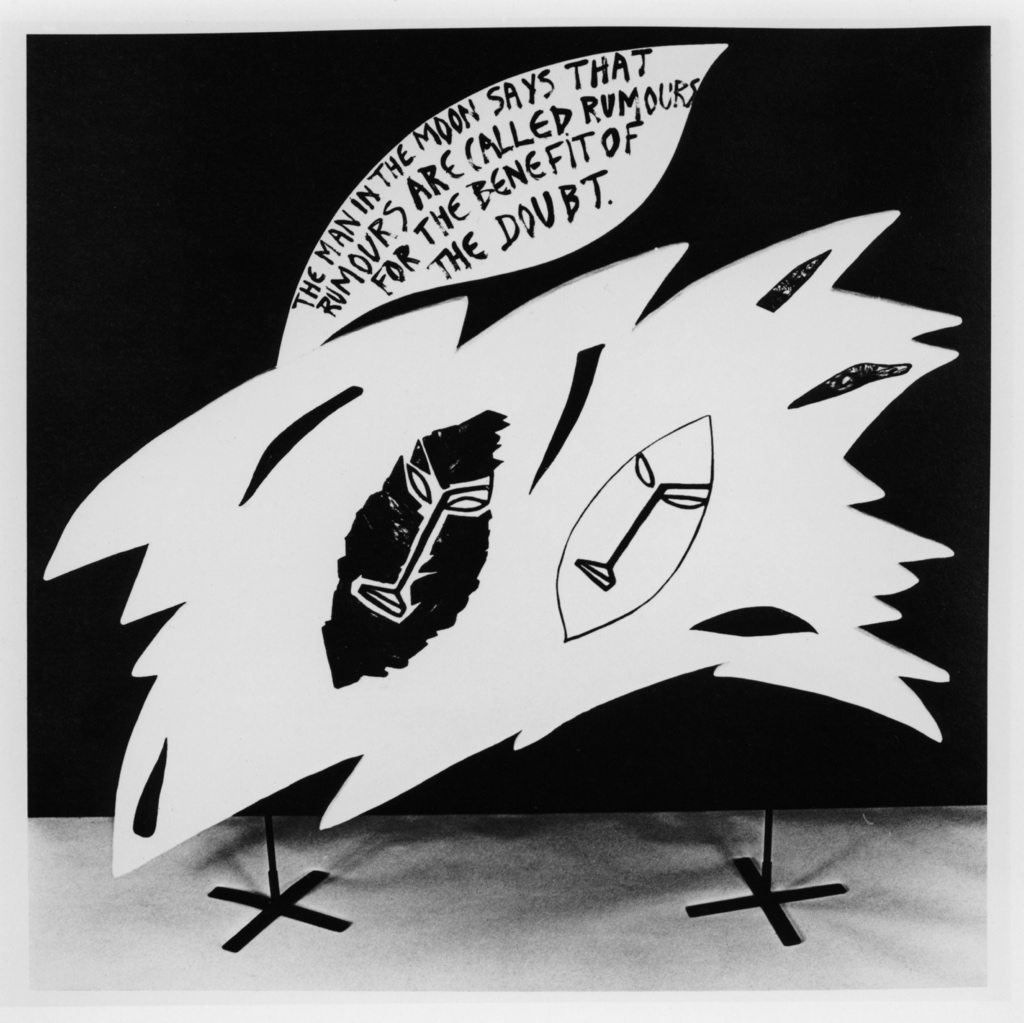 THE MAN IN THE MOON SAYS THAT
RUMOURS ARE CALLED RUMOURS
FOR THE BENEFIT OF
THE DOUBT.